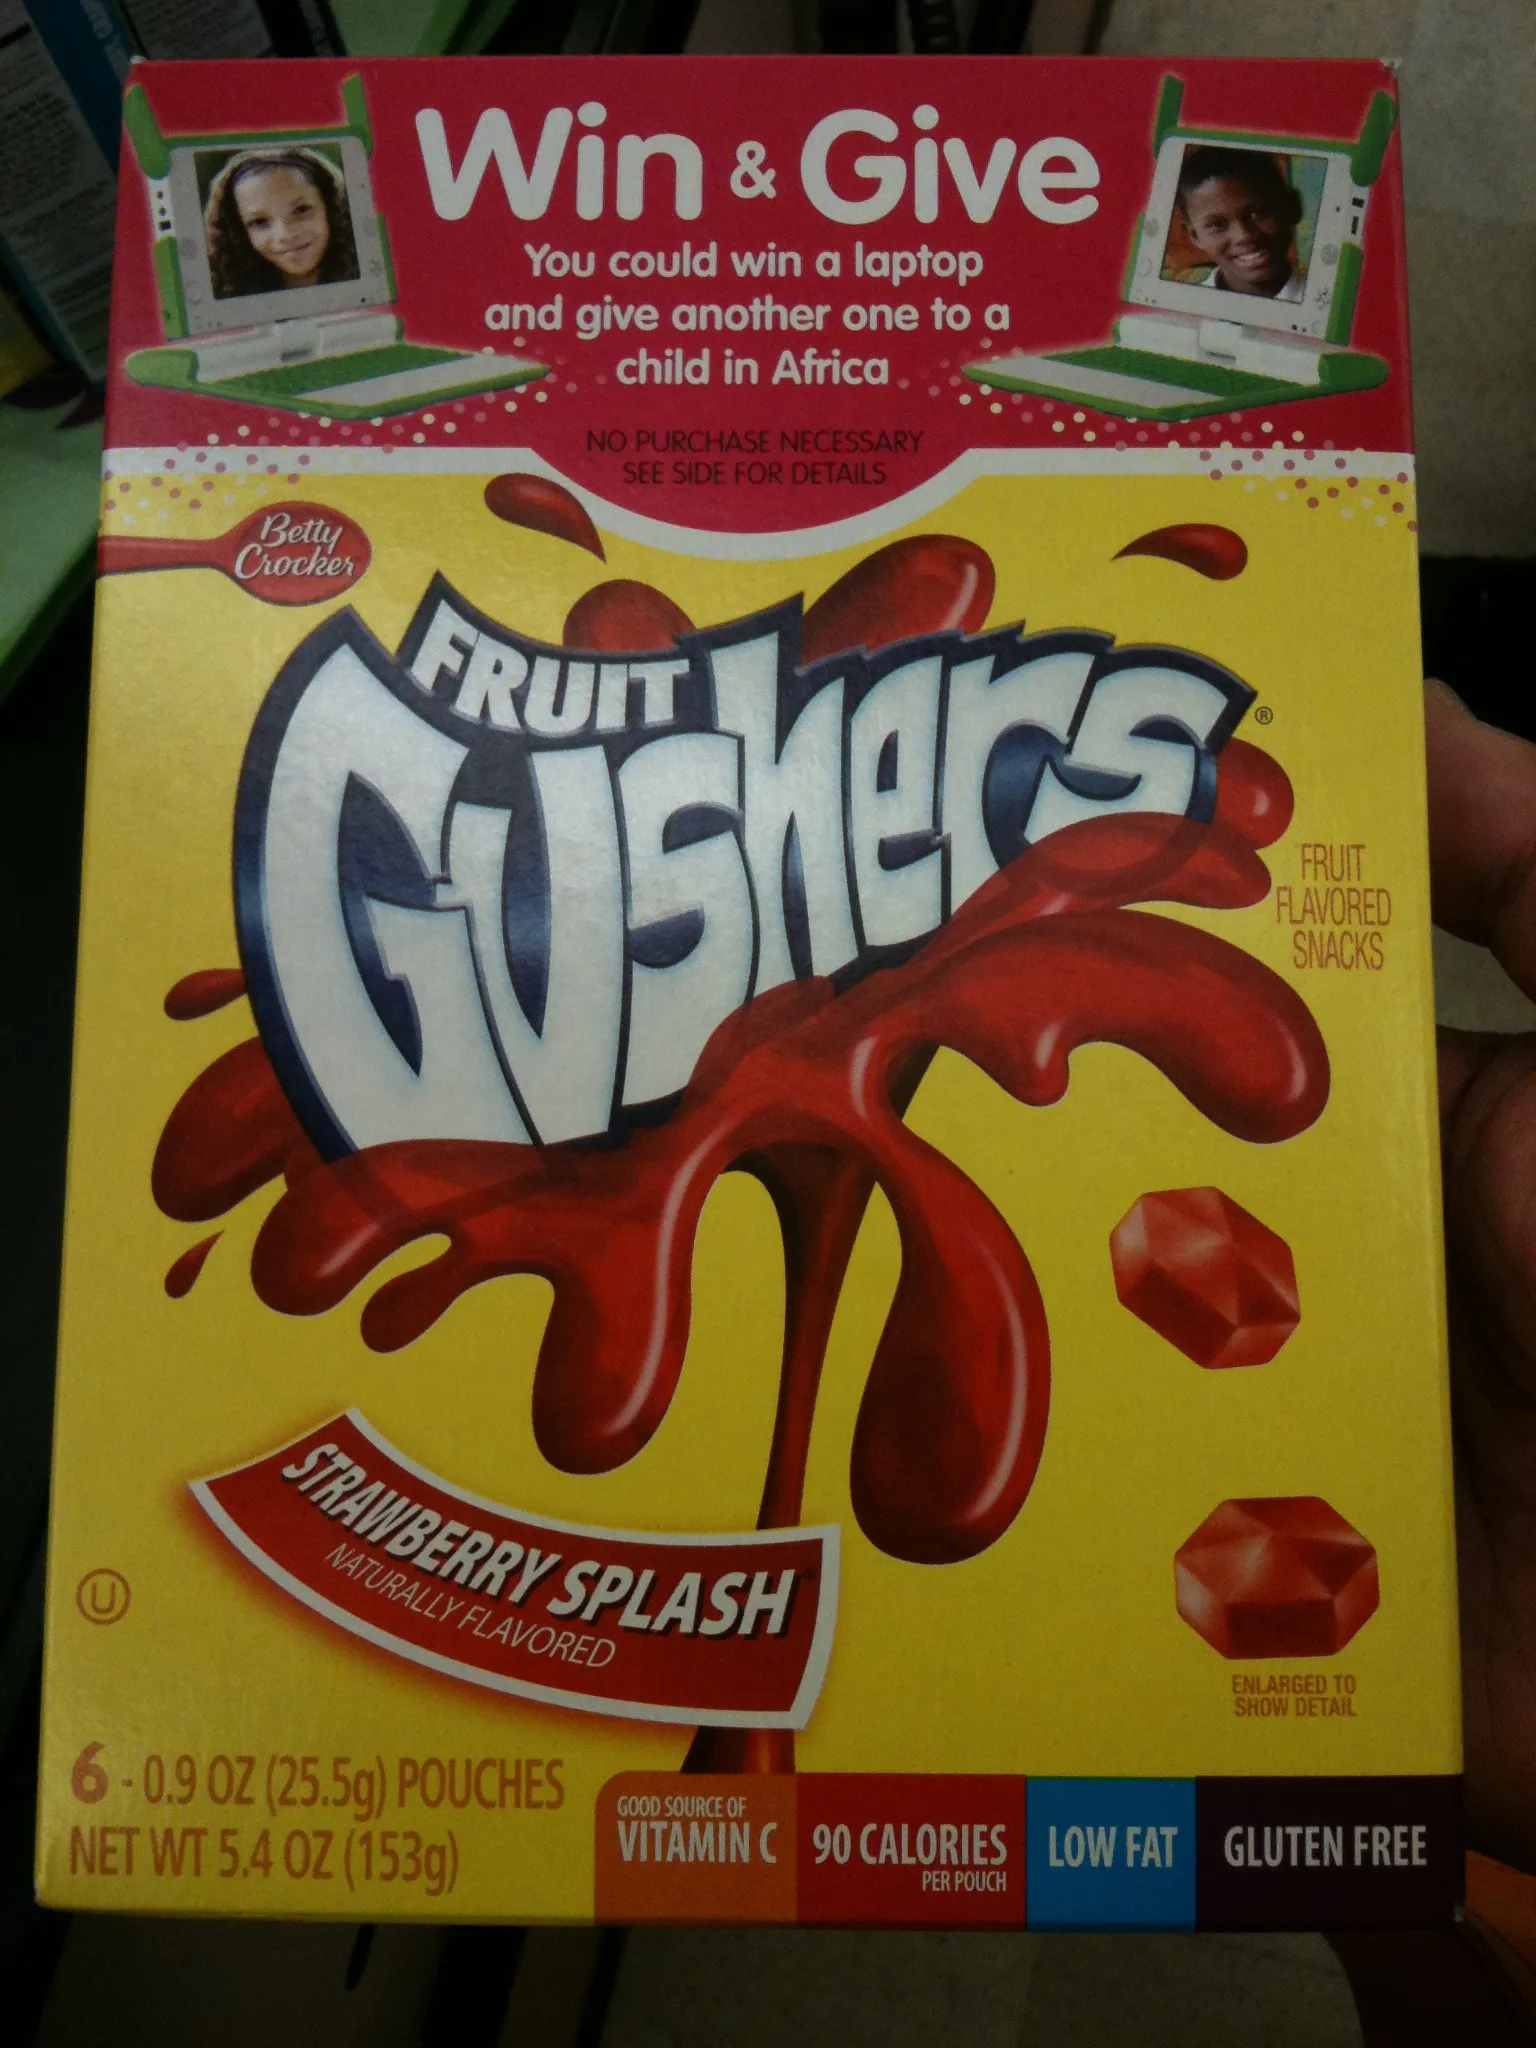 Win & Give
You could win a laptop
and give another one to a
child in Africa
NO PURCHASE NECESSARY
SEE SIDE FOR DETAILS
Betty
Crocker
FRUIT
Gushers®
FRUIT
FLAVORED
SNACKS
STRAWBERRY SPLASH
NATURALLY FLAVORED
U
ENLARGED TO
SHOW DETAIL
6 - 0.9 OZ (25.5g) POUCHES
NET WT 5.4 OZ (153g)
GOOD SOURCE OF
VITAMIN C
90 CALORIES
PER POUCH
LOW FAT
GLUTEN FREE